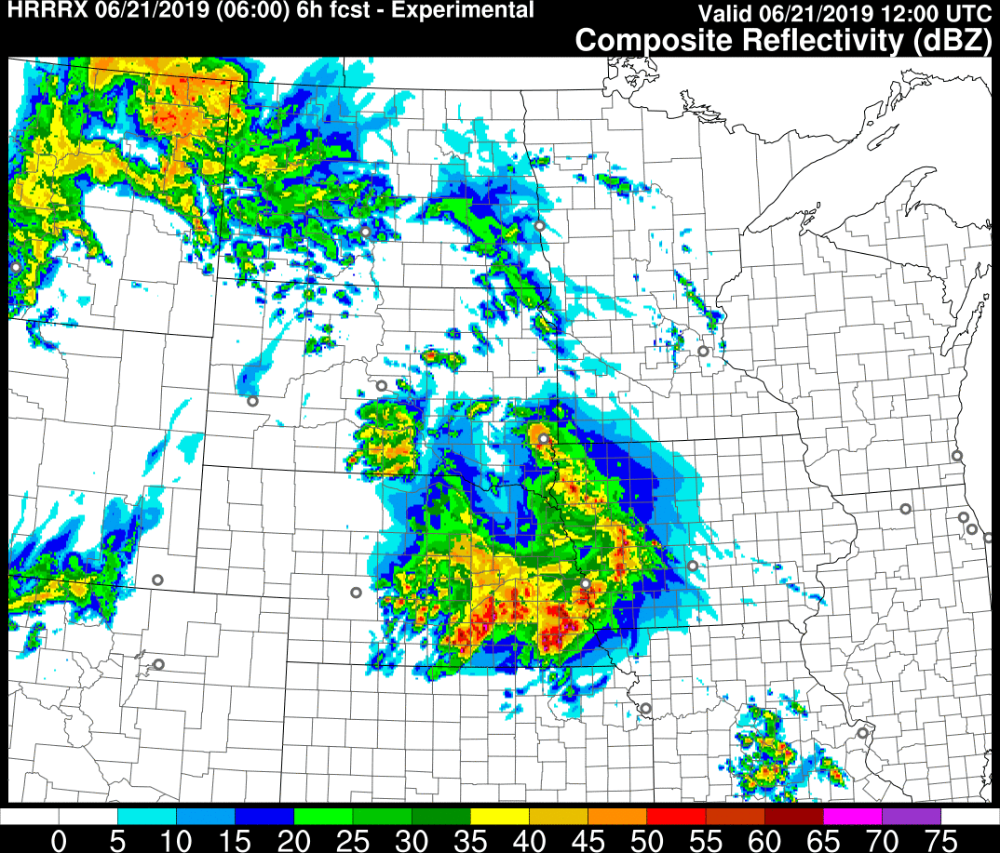 HRRRX 06/21/2019 (06:00) 6h fcst - Experimental
Valid 06/21/2019 12:00 UTC
Composite Reflectivity (dBZ)
0 5 10 15 20 25 30 35 40 45 50 55 60 65 70 75